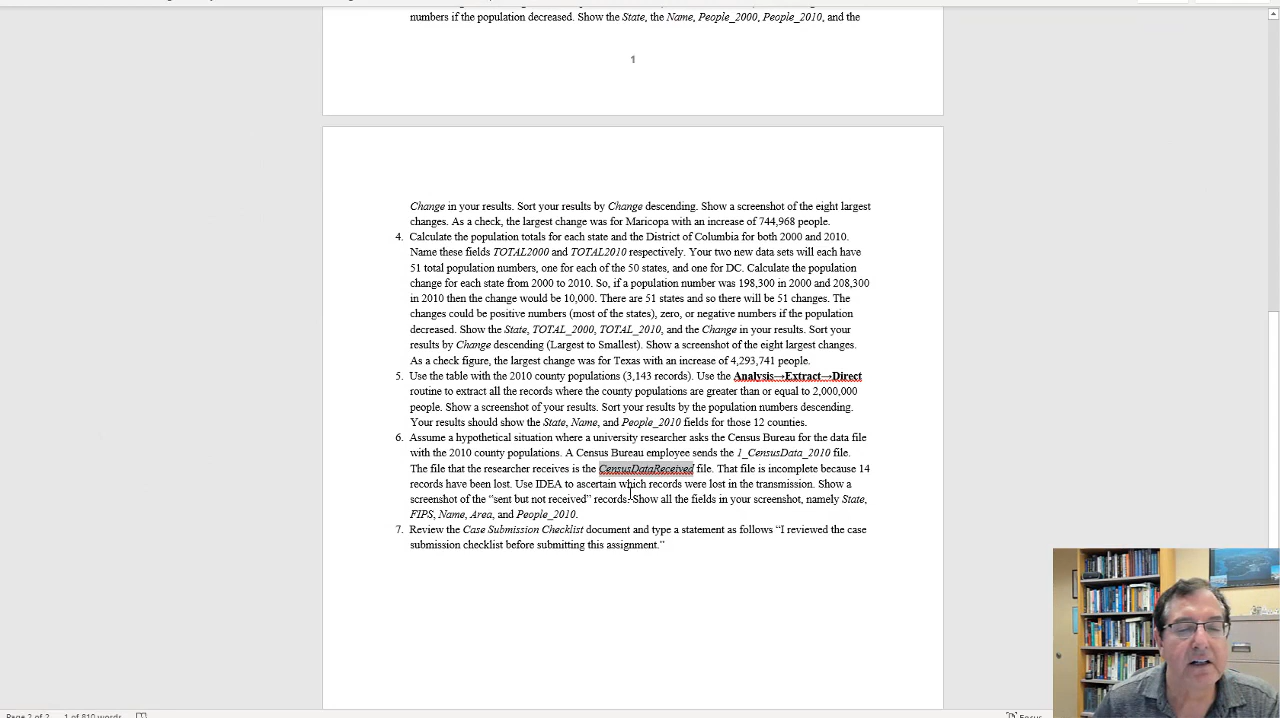 numbers if the population decreased. Show the State, the Name, People_2000, People_2010, and the
1
Change in your results. Sort your results by Change descending. Show a screenshot of the eight largest
changes. As a check, the largest change was for Maricopa with an increase of 744,968 people.
4. Calculate the population totals for each state and the District of Columbia for both 2000 and 2010.
Name these fields TOTAL2000 and TOTAL2010 respectively. Your two new data sets will each have
51 total population numbers, one for each of the 50 states, and one for DC. Calculate the population
change for each state from 2000 to 2010. So, if a population number was 198,300 in 2000 and 208,300
in 2010 then the change would be 10,000. There are 51 states and so there will be 51 changes. The
changes could be positive numbers (most of the states), zero, or negative numbers if the population
decreased. Show the State, TOTAL_2000, TOTAL_2010, and the Change in your results. Sort your
results by Change descending (Largest to Smallest). Show a screenshot of the eight largest changes.
As a check figure, the largest change was for Texas with an increase of 4,293,741 people.
5. Use the table with the 2010 county populations (3,143 records). Use the Analysis→Extract→Direct
routine to extract all the records where the county populations are greater than or equal to 2,000,000
people. Show a screenshot of your results. Sort your results by the population numbers descending.
Your results should show the State, Name, and People_2010 fields for those 12 counties.
6. Assume a hypothetical situation where a university researcher asks the Census Bureau for the data file
with the 2010 county populations. A Census Bureau employee sends the 1_CensusData_2010 file.
The file that the researcher receives is the CensusDataReceived file. That file is incomplete because 14
records have been lost. Use IDEA to ascertain which records were lost in the transmission. Show a
screenshot of the “sent but not received” records. Show all the fields in your screenshot, namely State,
FIPS, Name, Area, and People_2010.
7. Review the Case Submission Checklist document and type a statement as follows “I reviewed the case
submission checklist before submitting this assignment.”
Page 2 of 2 1 of 810 words
Focus